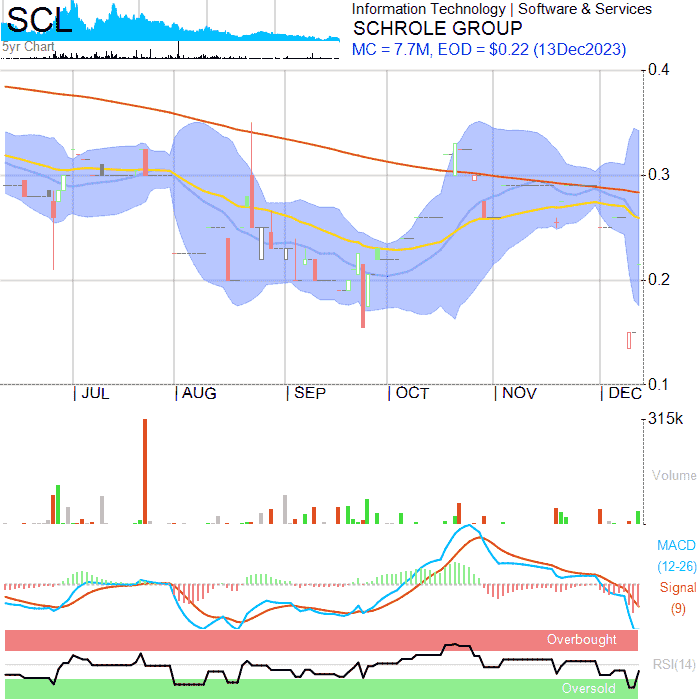 SCL
5yr Chart
Information Technology | Software & Services
SCHROLE GROUP
MC = 7.7M, EOD = $0.22 (13Dec2023)
0.4
0.3
0.2
0.1
| JUL | AUG | SEP | OCT | NOV | DEC
315k
Volume
MACD
(12-26)
Signal
(9)
Overbought
RSI(14)
Oversold